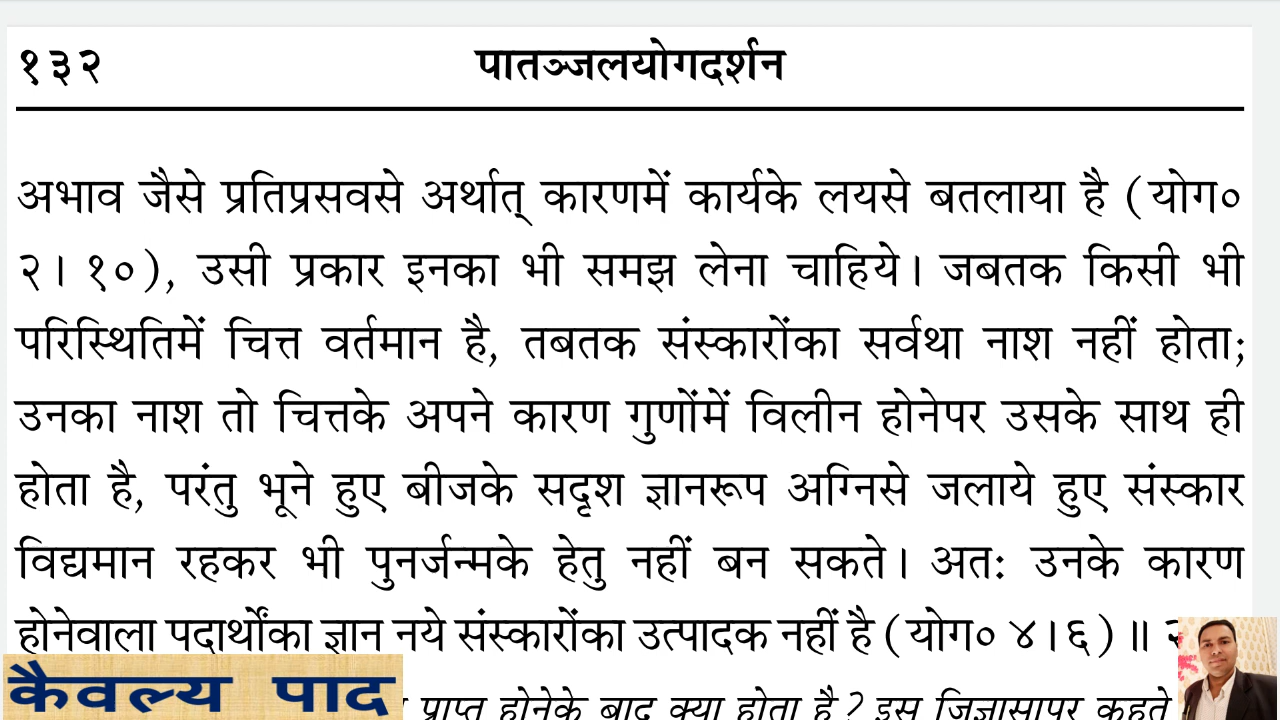 १३२ पातञ्जलयोगदर्शन
अभाव जैसे प्रतिप्रसवसे अर्थात् कारणमें कार्यके लयसे बतलाया है (योग०
२। १०), उसी प्रकार इनका भी समझ लेना चाहिये। जबतक किसी भी
परिस्थितिमें चित्त वर्तमान है, तबतक संस्कारोंका सर्वथा नाश नहीं होता;
उनका नाश तो चित्तके अपने कारण गुणोंमें विलीन होनेपर उसके साथ ही
होता है, परंतु भूने हुए बीजके सदृश ज्ञानरूप अग्निसे जलाये हुए संस्कार
विद्यमान रहकर भी पुनर्जन्मके हेतु नहीं बन सकते। अतः उनके कारण
होनेवाला पदार्थोंका ज्ञान नये संस्कारोंका उत्पादक नहीं है (योग० ४।६) ॥
कैवल्य पाद
प्राप्त होनेके बाद क्या होता है? इस जिज्ञासापर कहते